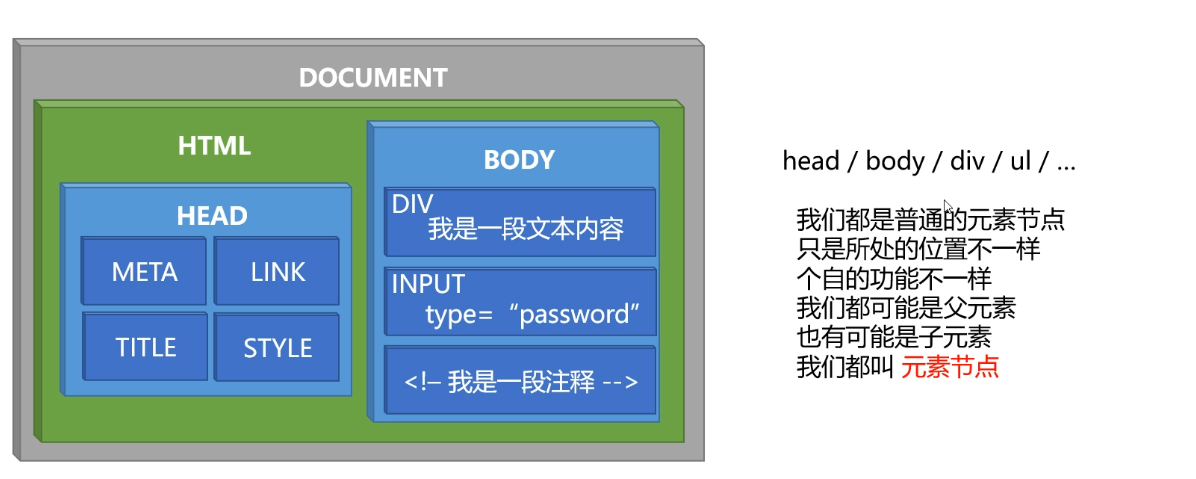 DOCUMENT
HTML
HEAD
META
LINK
TITLE
STYLE
BODY
DIV
我是一段文本内容
INPUT
type=“password”
<!– 我是一段注释 -->
head / body / div / ul / …
我们都是普通的元素节点
只是所处的位置不一样
个自的功能不一样
我们都可能是父元素
也有可能是子元素
我们都叫 元素节点